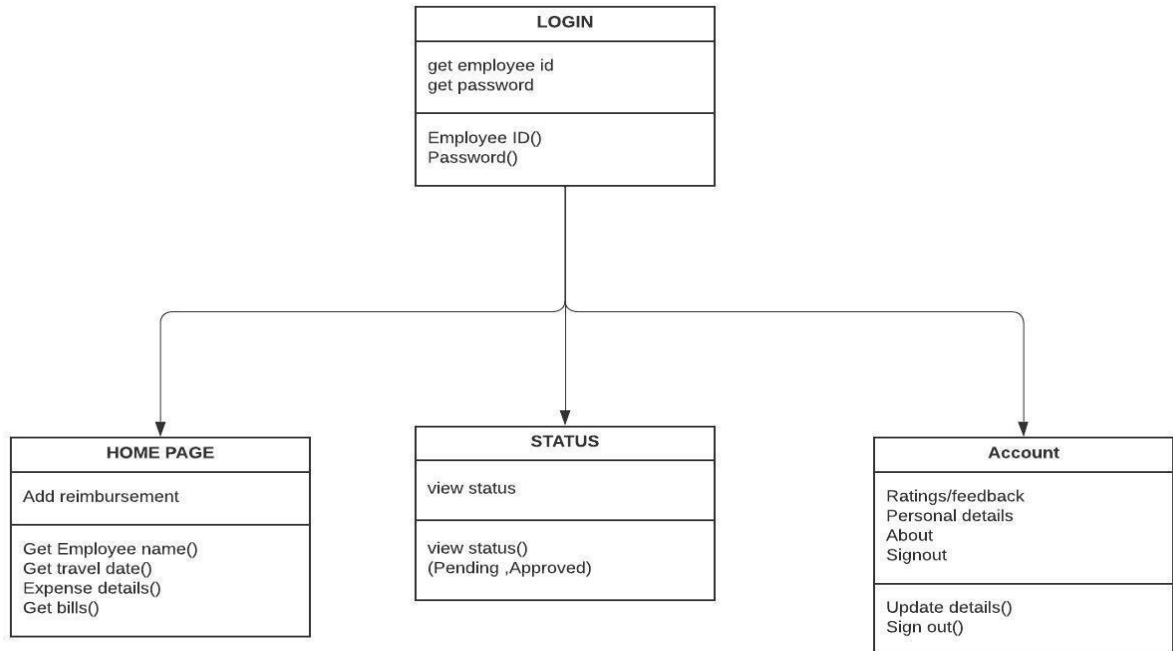 LOGIN
get employee id
get password
Employee ID()
Password()
HOME PAGE
Add reimbursement
Get Employee name()
Get travel date()
Expense details()
Get bills()
STATUS
view status
view status()
(Pending ,Approved)
Account
Ratings/feedback
Personal details
About
Signout
Update details()
Sign out()